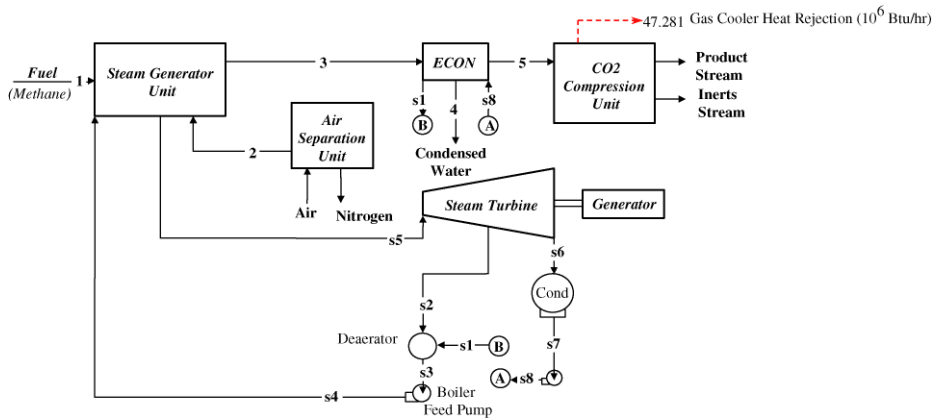 47.281 Gas Cooler Heat Rejection (10^6 Btu/hr)
Fuel
(Methane)
1
Steam Generator
Unit
3
ECON
5
CO2
Compression
Unit
Product
Stream
Inerts
Stream
s1
4
s8
B
A
Condensed
Water
2
Air
Separation
Unit
Air
Nitrogen
Steam Turbine
Generator
s5
s6
Cond
s2
Deaerator
s1
B
s7
s3
A
s8
s4
Boiler
Feed Pump